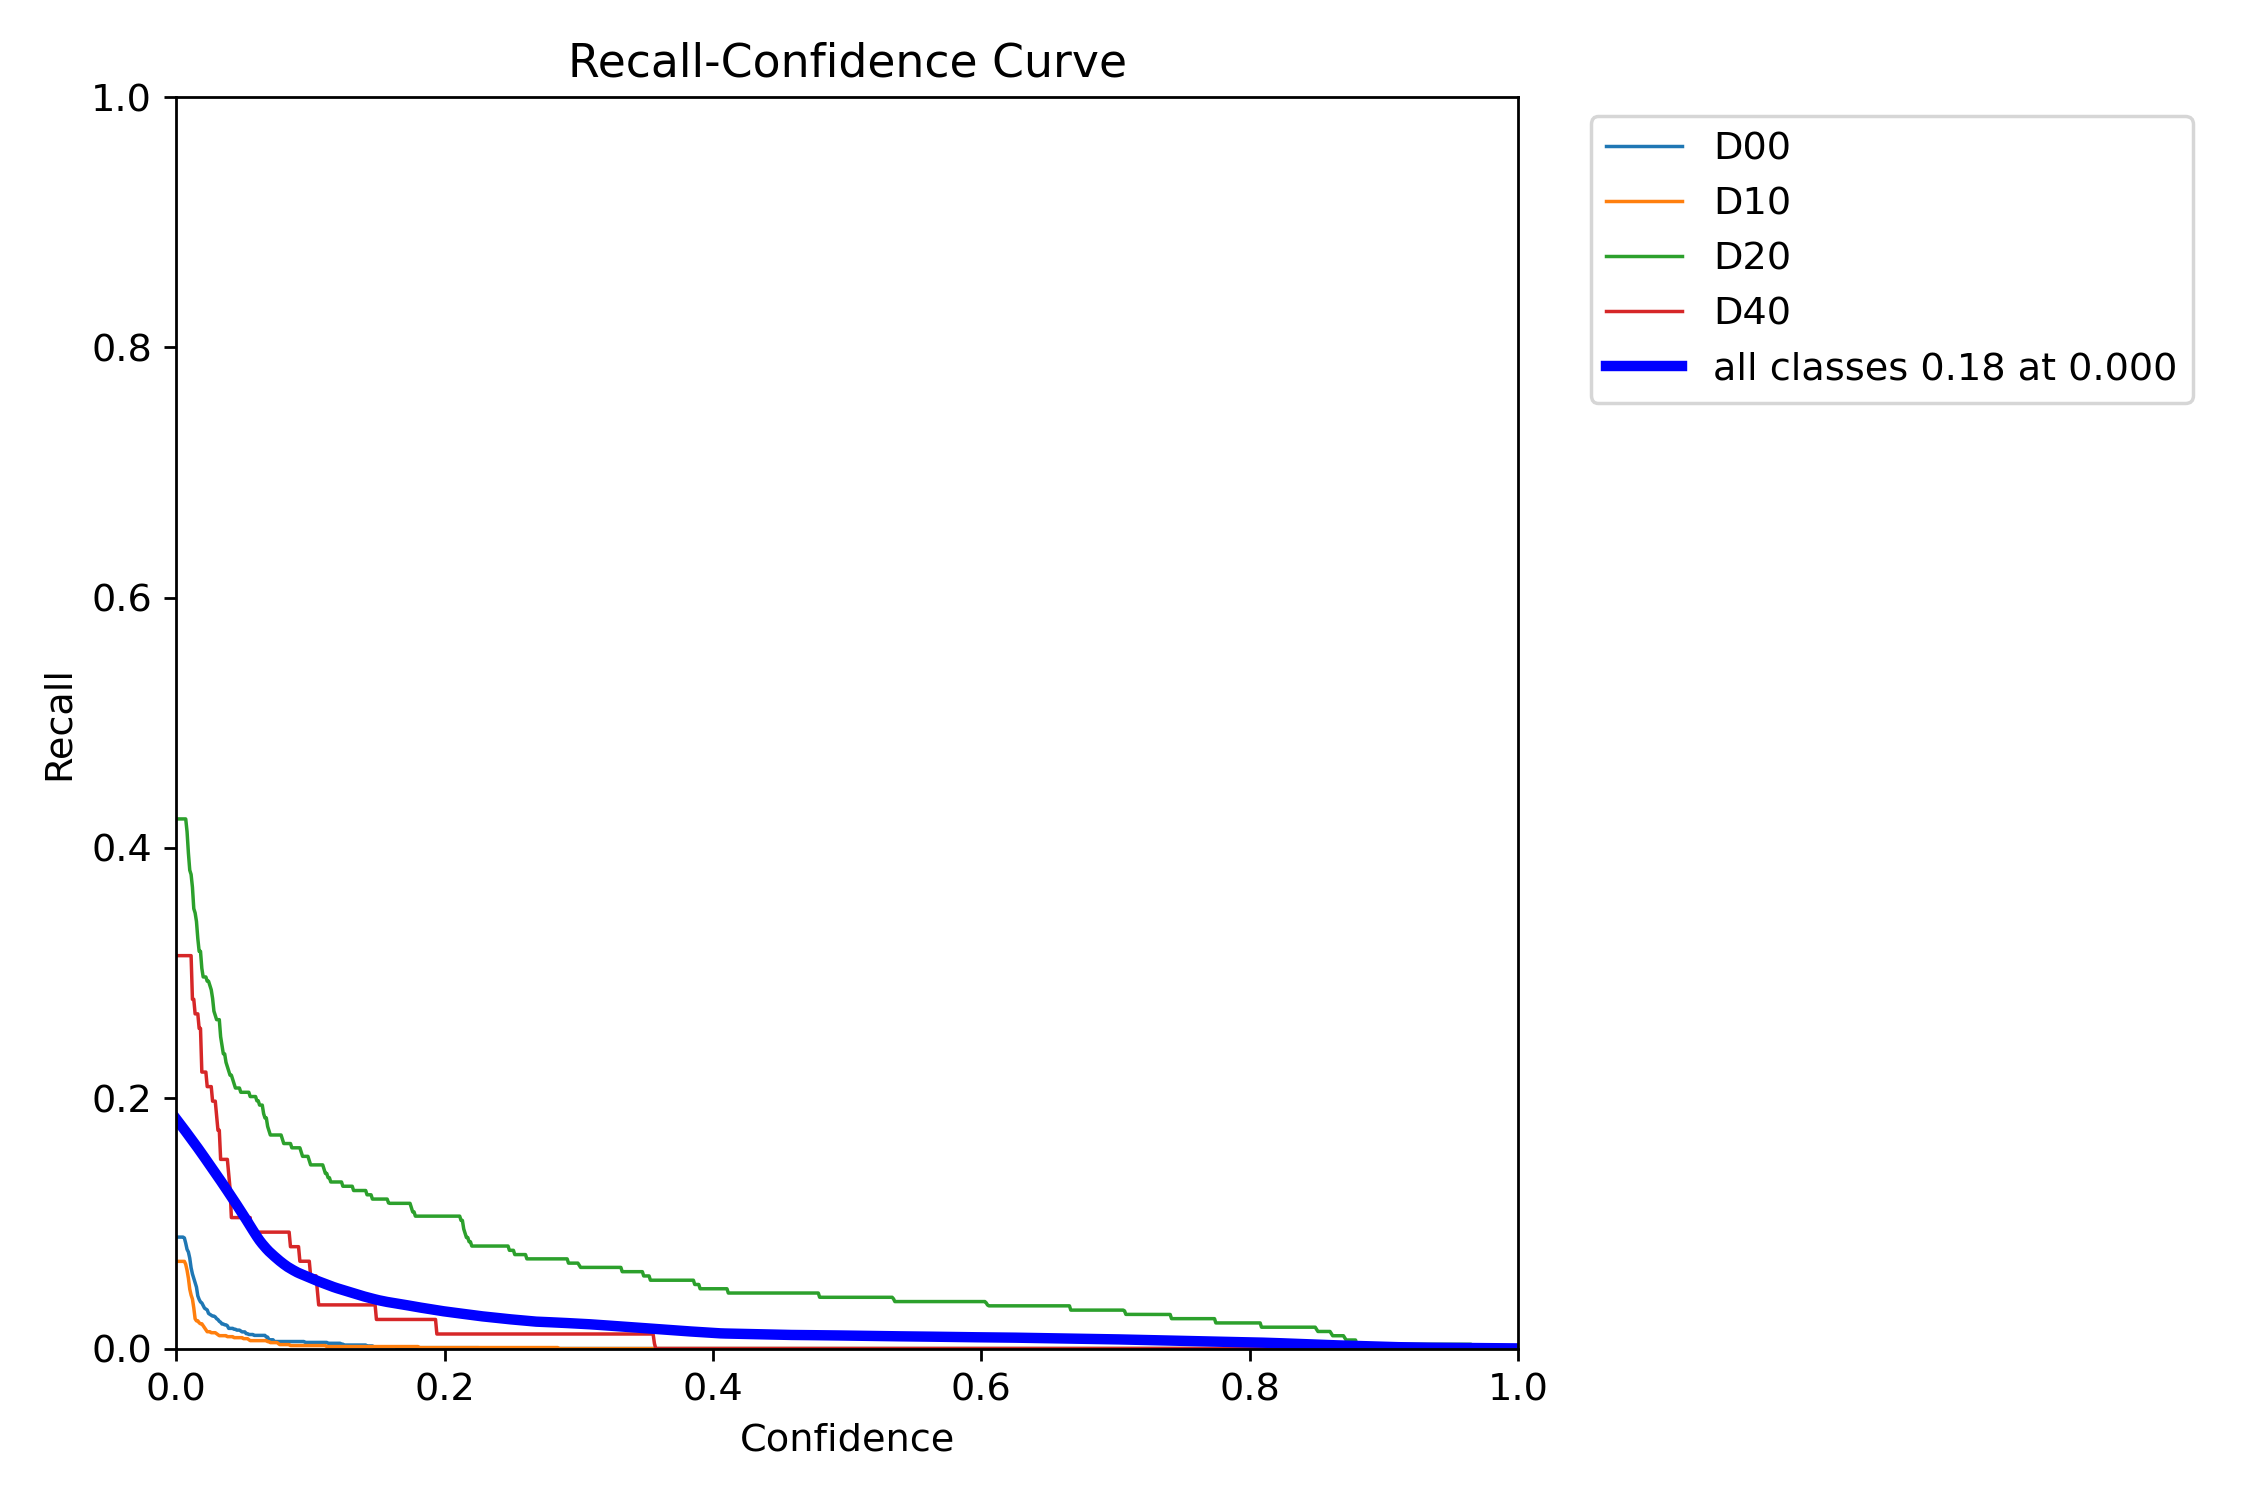 Recall-Confidence Curve
1.0
0.8
0.6
0.4
0.2
0.0
Recall
0.0 0.2 0.4 0.6 0.8 1.0
Confidence
D00
D10
D20
D40
all classes 0.18 at 0.000